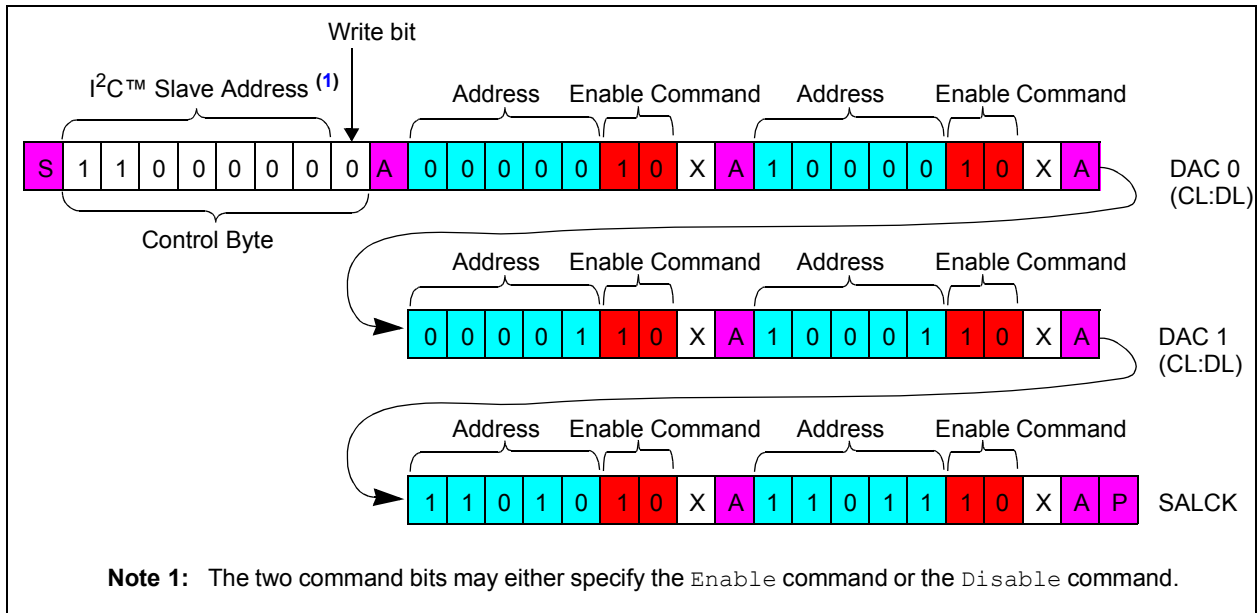 Write bit
I²C™ Slave Address (1)
Address Enable Command Address Enable Command
S 1 1 0 0 0 0 0 0 A 0 0 0 0 0 1 0 X A 1 0 0 0 0 1 0 X A DAC 0
(CL:DL)
Control Byte
Address Enable Command Address Enable Command
0 0 0 0 1 1 0 X A 1 0 0 0 1 1 0 X A DAC 1
(CL:DL)
Address Enable Command Address Enable Command
1 1 0 1 0 1 0 X A 1 1 0 1 1 1 0 X A P SALCK
Note 1: The two command bits may either specify the Enable command or the Disable command.